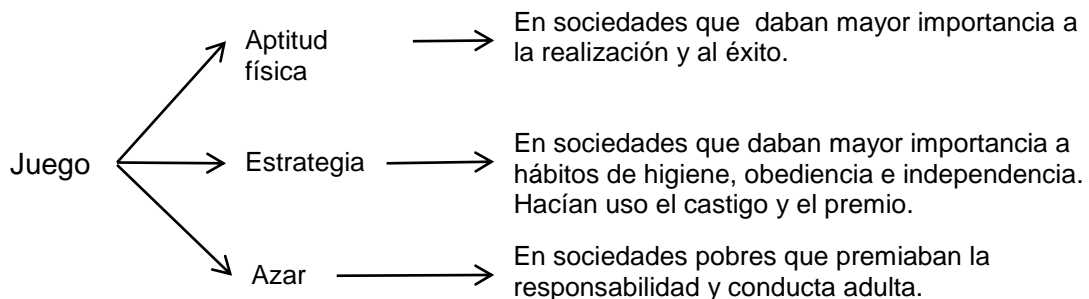 Juego
Aptitud
física
En sociedades que daban mayor importancia a
la realización y al éxito.
Estrategia
En sociedades que daban mayor importancia a
hábitos de higiene, obediencia e independencia.
Hacían uso el castigo y el premio.
Azar
En sociedades pobres que premiaban la
responsabilidad y conducta adulta.